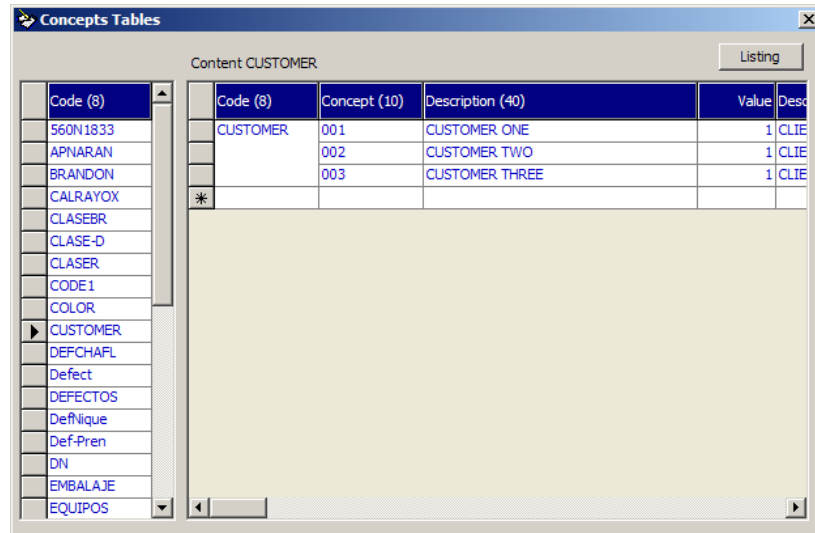 Concepts Tables
Content CUSTOMER
Listing
Code (8)
560N1833
APNARAN
BRANDON
CALRAYOX
CLASEBR
CLASE-D
CLASER
CODE1
COLOR
CUSTOMER
DEFCHAFL
Defect
DEFECTOS
DefNique
Def-Pren
DN
EMBALAJE
EQUIPOS
Code (8) Concept (10) Description (40) Value Desc
CUSTOMER 001 CUSTOMER ONE 1 CLIE
002 CUSTOMER TWO 1 CLIE
003 CUSTOMER THREE 1 CLIE